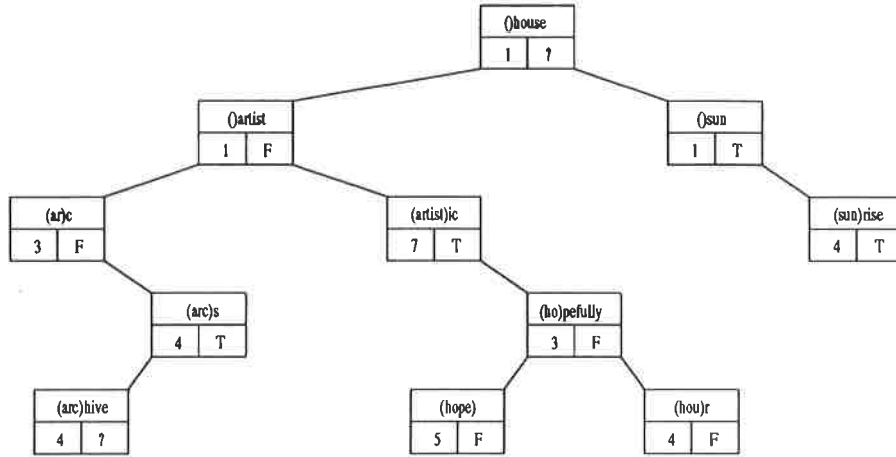 ()house
1 ?
()artist
1 F
()sun
1 T
(ar)c
3 F
(artist)ic
7 T
(sun)rise
4 T
(arc)s
4 T
(ho)pefully
3 F
(arc)hive
4 ?
(hope)
5 F
(hou)r
4 F